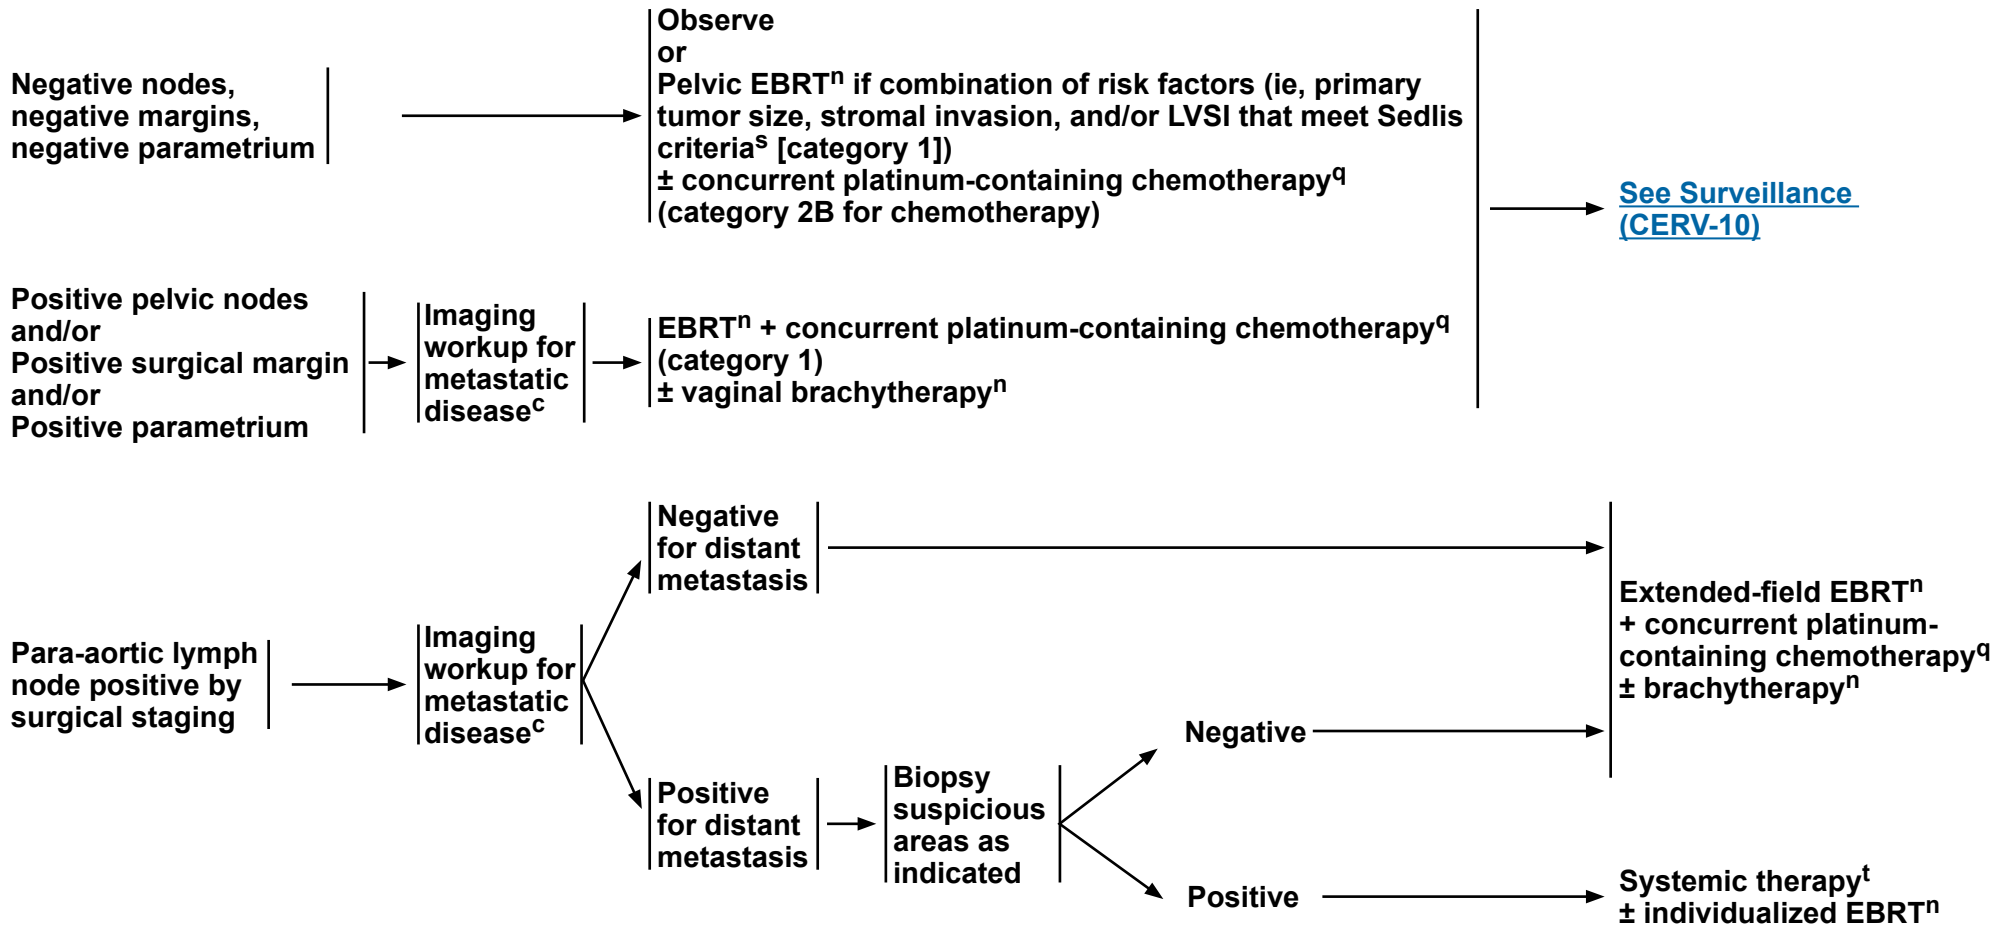 Negative nodes,
negative margins,
negative parametrium
Observe
or
Pelvic EBRTⁿ if combination of risk factors (ie, primary
tumor size, stromal invasion, and/or LVSI that meet Sedlis
criteriaˢ [category 1])
± concurrent platinum-containing chemotherapy^q
(category 2B for chemotherapy)
See Surveillance
(CERV-10)
Positive pelvic nodes
and/or
Positive surgical margin
and/or
Positive parametrium
Imaging
workup for
metastatic
diseaseᶜ
EBRTⁿ + concurrent platinum-containing chemotherapy^q
(category 1)
± vaginal brachytherapyⁿ
Para-aortic lymph
node positive by
surgical staging
Imaging
workup for
metastatic
diseaseᶜ
Negative
for distant
metastasis
Positive
for distant
metastasis
Biopsy
suspicious
areas as
indicated
Negative
Positive
Extended-field EBRTⁿ
+ concurrent platinum-
containing chemotherapy^q
± brachytherapyⁿ
Systemic therapyᵗ
± individualized EBRTⁿ